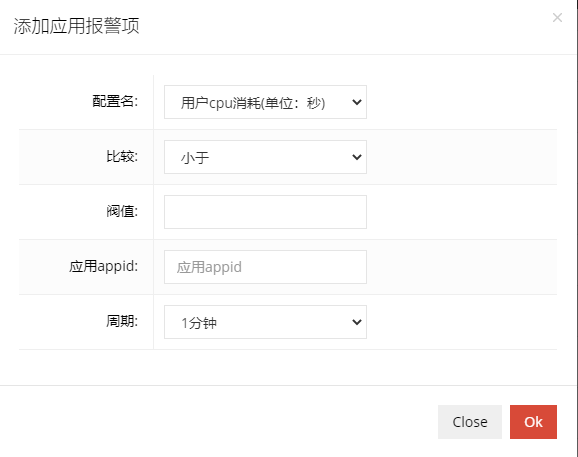 添加应用报警项
×
配置名: 用户cpu消耗(单位：秒)
比较: 小于
阀值:
应用appid: 应用appid
周期: 1分钟
Close Ok